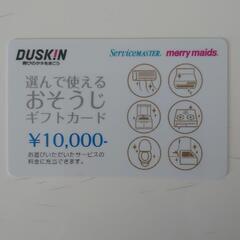 DUSKIN
喜びのタネをまこう
SERVICEMASTER. merry maids.
選んで使える
おそうじ
ギフトカード
¥10,000-
お選びいただいたサービスの
料金に充当できます。